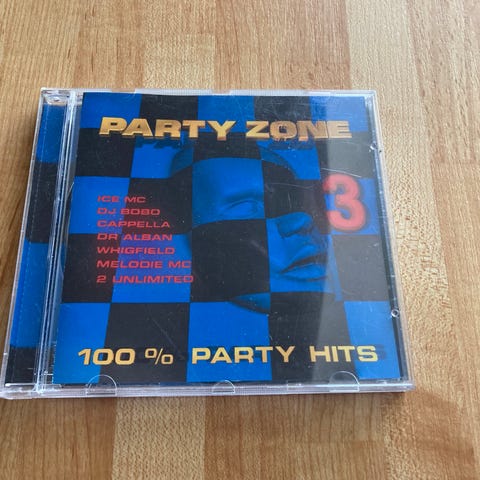 PARTY ZONE
3
ICE MC
DJ BOBO
CAPPELLA
DR ALBAN
WHIGFIELD
MELODIE MC
2 UNLIMITED
100 % PARTY HITS